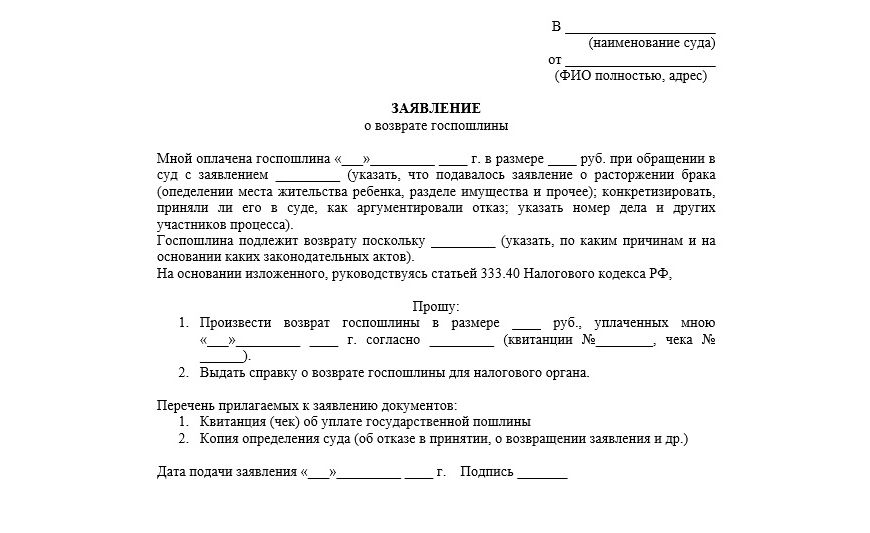 В ____________________
(наименование суда)
от ____________________
(ФИО полностью, адрес)
ЗАЯВЛЕНИЕ
о возврате госпошлины
Мной оплачена госпошлина «___»_________ ____ г. в размере ____ руб. при обращении в
суд с заявлением _________ (указать, что подавалось заявление о расторжении брака
(опеделении места жительства ребенка, разделе имущества и прочее); конкретизировать,
приняли ли его в суде, как аргументировали отказ; указать номер дела и других
участников процесса).
Госпошлина подлежит возврату поскольку _________ (указать, по каким причинам и на
основании каких законодательных актов).
На основании изложенного, руководствуясь статьей 333.40 Налогового кодекса РФ,
Прошу:
1. Произвести возврат госпошлины в размере ____ руб., уплаченных мною
«___»_________ ____ г. согласно _________ (квитанции №________, чека №
______).
2. Выдать справку о возврате госпошлины для налогового органа.
Перечень прилагаемых к заявлению документов:
1. Квитанция (чек) об уплате государственной пошлины
2. Копия определения суда (об отказе в принятии, о возвращении заявления и др.)
Дата подачи заявления «___»_________ ____ г. Подпись _______